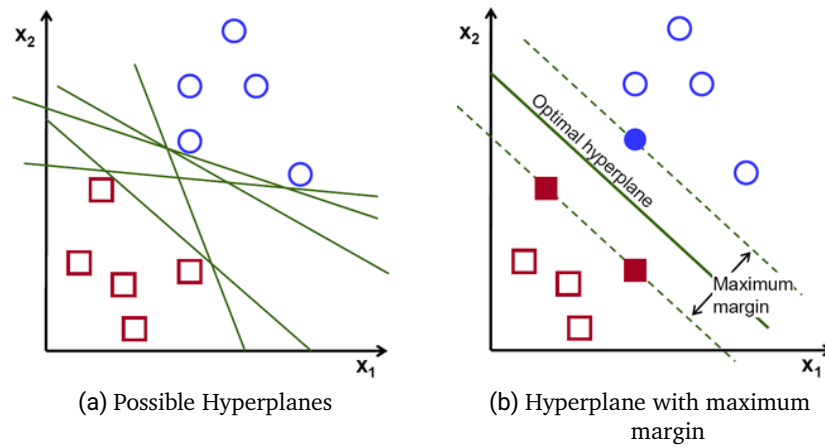 x2
x1
(a) Possible Hyperplanes
x2
Optimal hyperplane
Maximum
margin
x1
(b) Hyperplane with maximum
margin